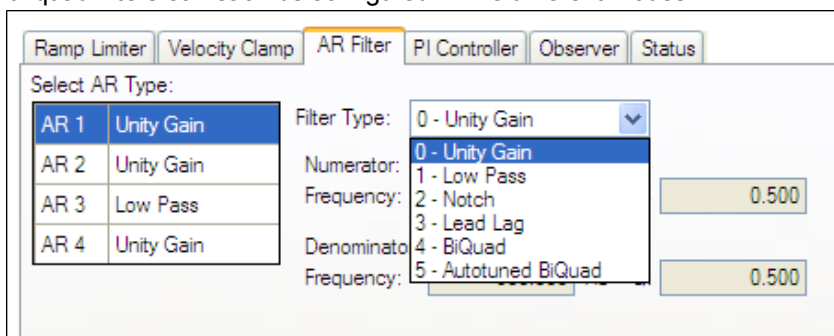 Ramp Limiter Velocity Clamp AR Filter PI Controller Observer Status
Select AR Type:
AR 1 Unity Gain
AR 2 Unity Gain
AR 3 Low Pass
AR 4 Unity Gain
Filter Type: 0 - Unity Gain
0 - Unity Gain
1 - Low Pass
2 - Notch
3 - Lead Lag
4 - BiQuad
5 - Autotuned BiQuad
Numerator:
Frequency: 0.500
Denominato
Frequency: 0.500